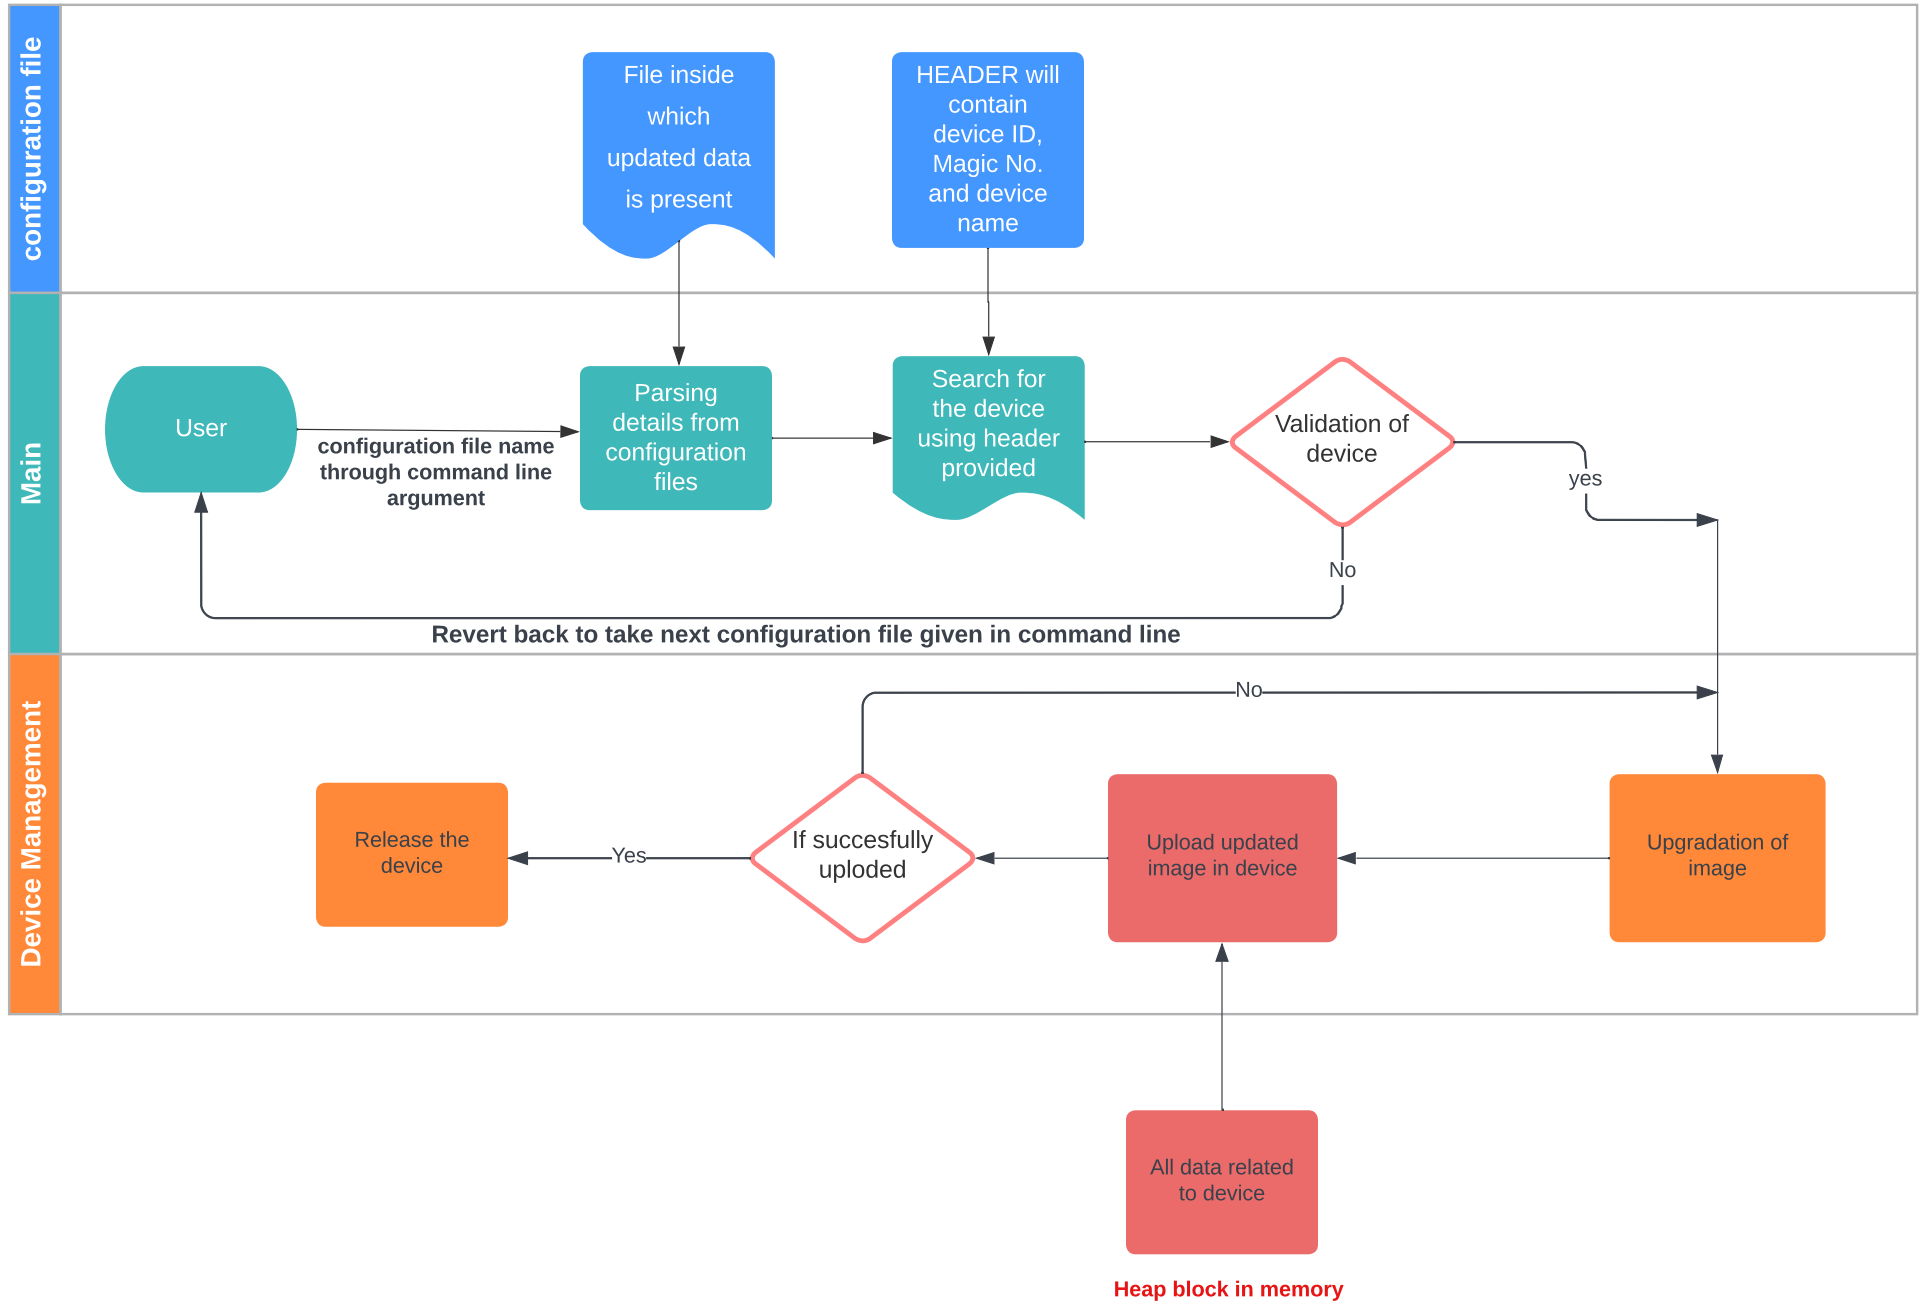 configuration file
File inside
which
updated data
is present
HEADER will
contain
device ID,
Magic No.
and device
name
Main
User
configuration file name
through command line
argument
Parsing
details from
configuration
files
Search for
the device
using header
provided
Validation of
device
yes
No
Revert back to take next configuration file given in command line
Device Management
No
Release the
device
Yes
If succesfully
uploded
Upload updated
image in device
Upgradation of
image
All data related
to device
Heap block in memory